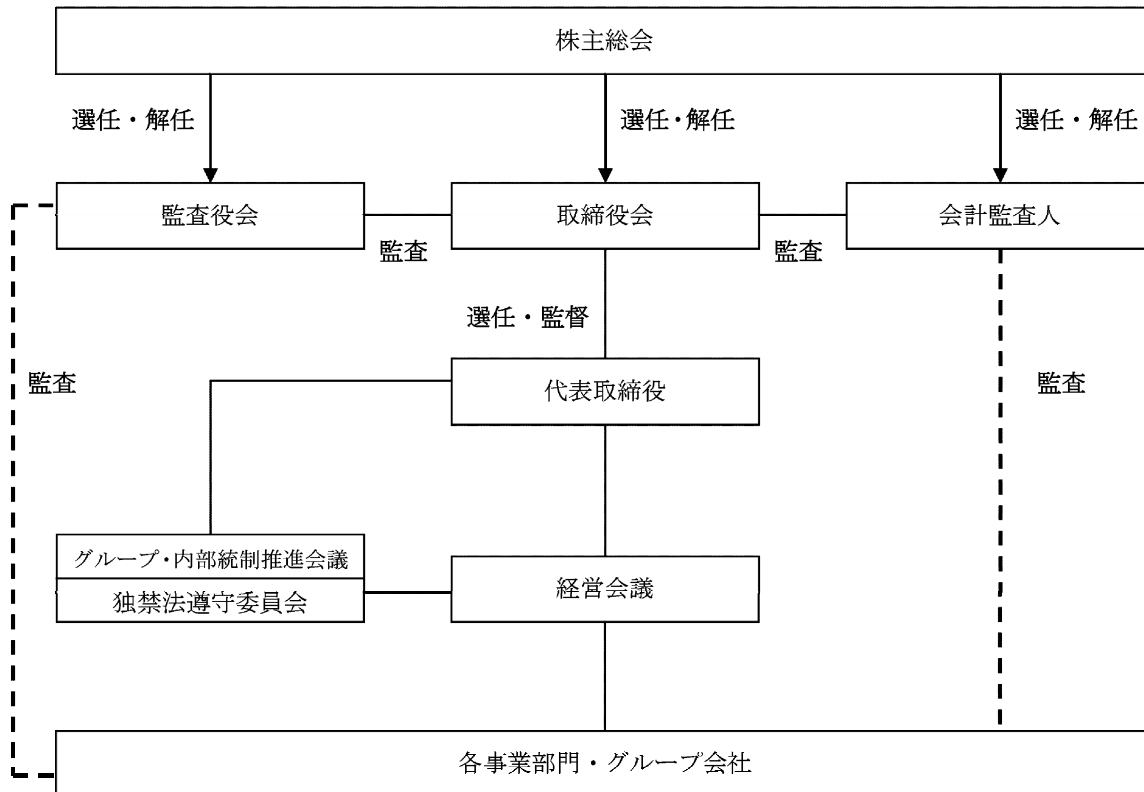 株主総会
選任・解任
選任・解任
選任・解任
監査役会
取締役会
会計監査人
監査
監査
選任・監督
監査
代表取締役
監査
グループ・内部統制推進会議
独禁法遵守委員会
経営会議
各事業部門・グループ会社